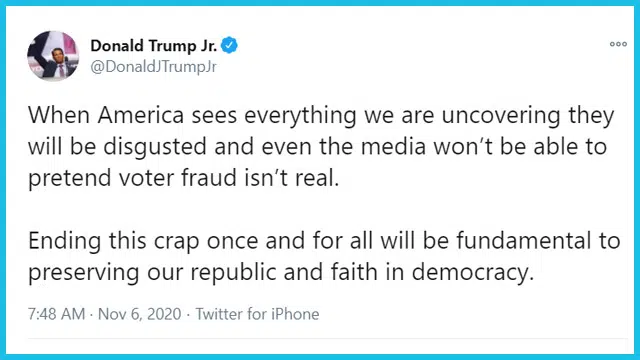 Donald Trump Jr.
@DonaldJTrumpJr
When America sees everything we are uncovering they
will be disgusted and even the media won't be able to
pretend voter fraud isn't real.
Ending this crap once and for all will be fundamental to
preserving our republic and faith in democracy.
7:48 AM · Nov 6, 2020 · Twitter for iPhone